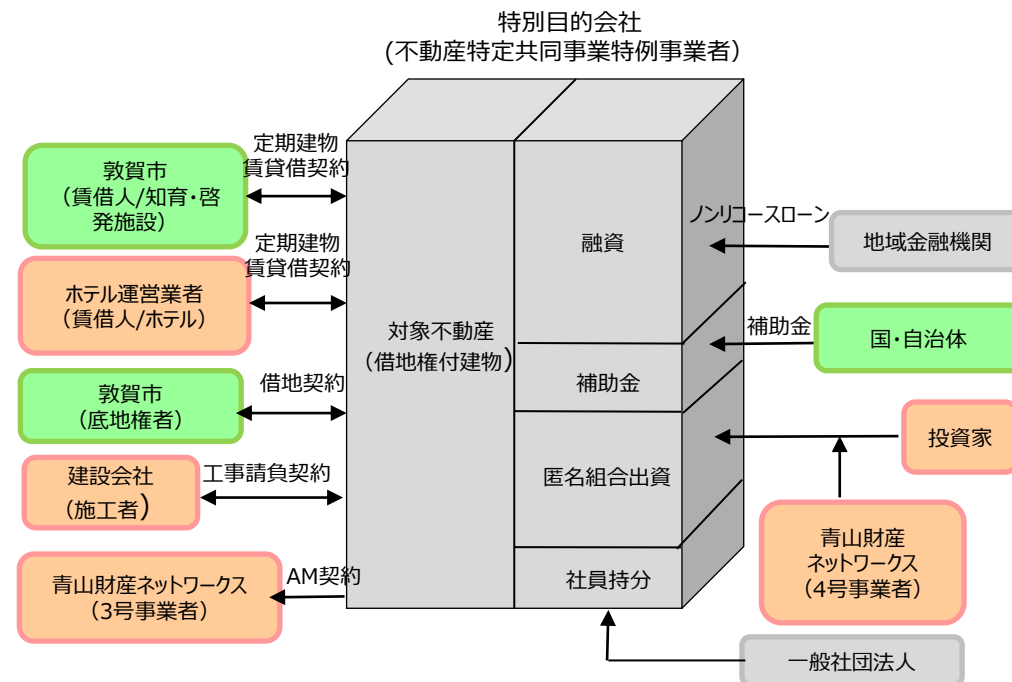 特別目的会社
(不動産特定共同事業特例事業者)
定期建物
賃貸借契約
敦賀市
(賃借人/知育・啓
発施設)
定期建物
賃貸借契約
ホテル運営業者
(賃借人/ホテル)
借地契約
敦賀市
(底地権者)
工事請負契約
建設会社
(施工者)
AM契約
青山財産ネットワークス
(3号事業者)
対象不動産
(借地権付建物)
融資
補助金
匿名組合出資
社員持分
ノンリコースローン
地域金融機関
補助金
国・自治体
投資家
青山財産
ネットワークス
(4号事業者)
一般社団法人